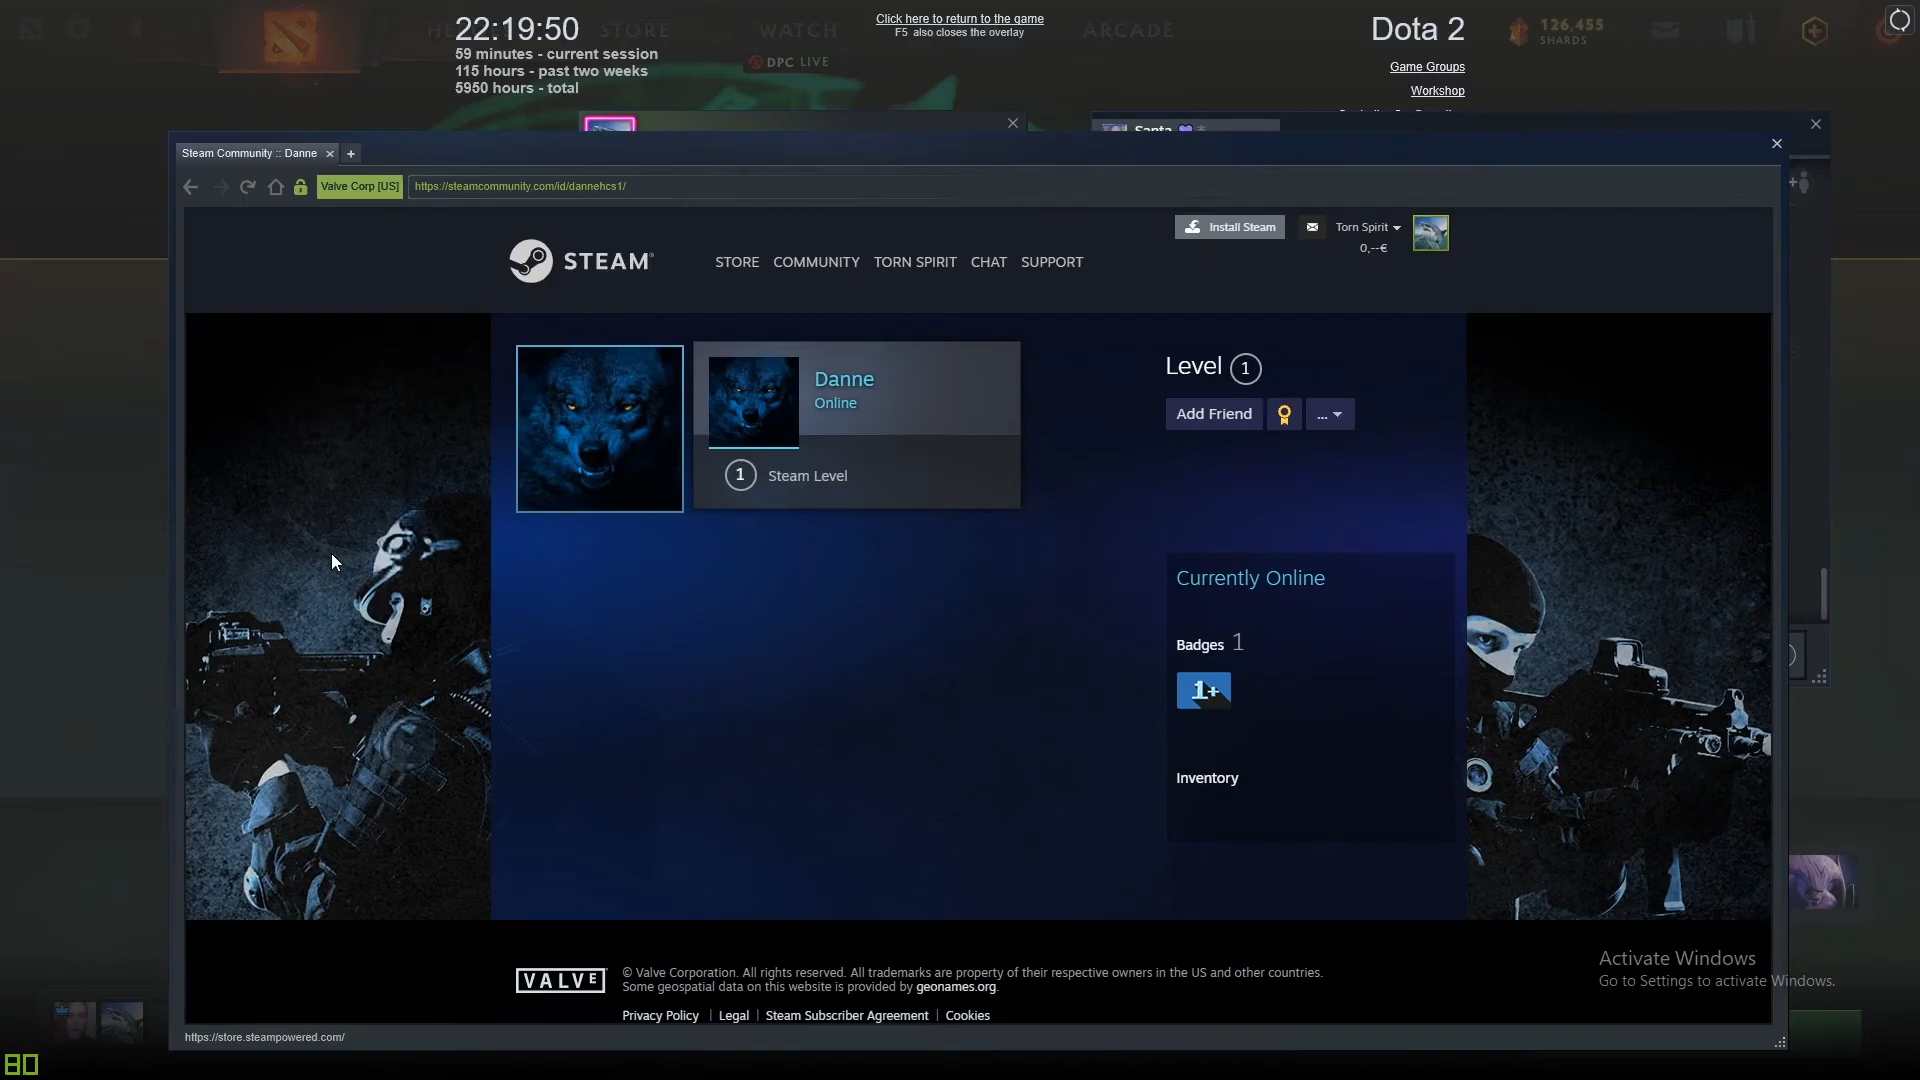 22:19:50
59 minutes - current session
115 hours - past two weeks
5950 hours - total
STORE
WATCH
DPC LIVE
Click here to return to the game
F5 also closes the overlay
ARCADE
Dota 2
126,455
SHARDS
Game Groups
Workshop
Santa
Steam Community :: Danne
Valve Corp [US]
https://steamcommunity.com/id/dannehcs1/
Install Steam
Torn Spirit
0,--€
STEAM
STORE COMMUNITY TORN SPIRIT CHAT SUPPORT
Danne
Online
1 Steam Level
Level 1
Add Friend
...
Currently Online
Badges 1
1+
Inventory
Activate Windows
Go to Settings to activate Windows.
VALVE
© Valve Corporation. All rights reserved. All trademarks are property of their respective owners in the US and other countries.
Some geospatial data on this website is provided by geonames.org.
Privacy Policy | Legal | Steam Subscriber Agreement | Cookies
https://store.steampowered.com/
80